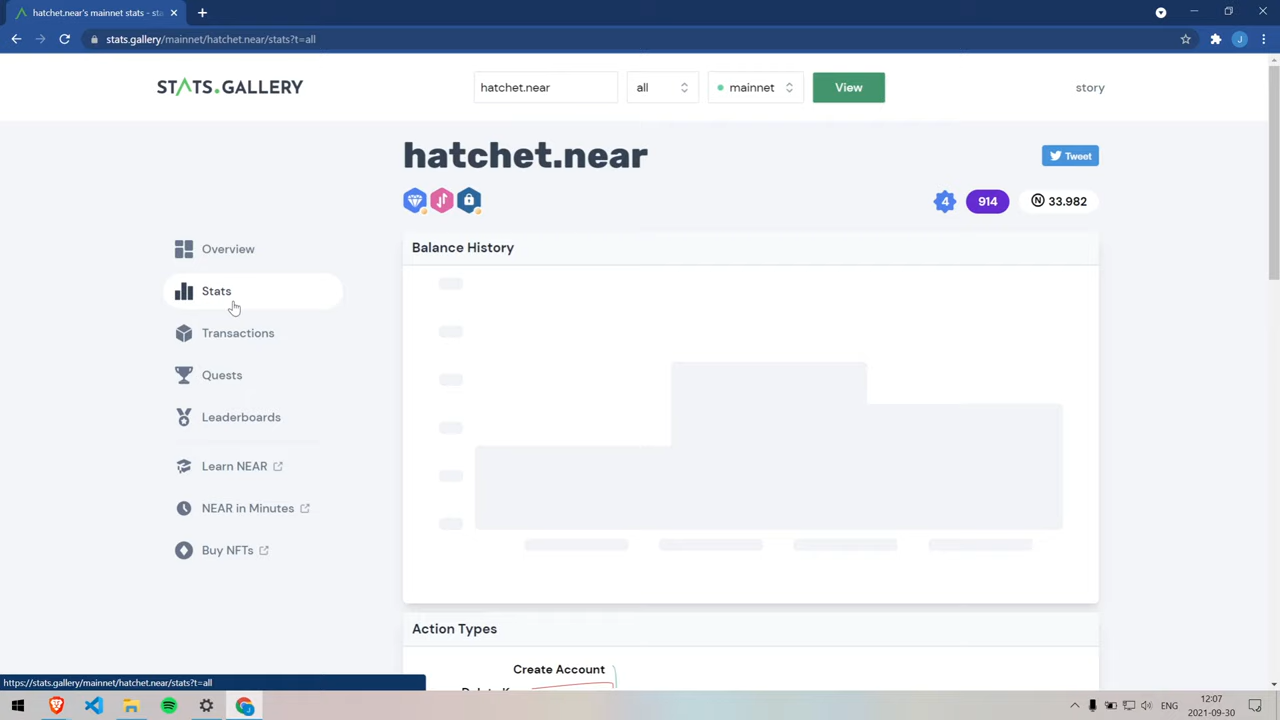 hatchet.near's mainnet stats - sta
stats.gallery/mainnet/hatchet.near/stats?t=all
J
STATS.GALLERY
hatchet.near
all
mainnet
View
story
hatchet.near
Tweet
4
914
33.982
Overview
Stats
Transactions
Quests
Leaderboards
Learn NEAR
NEAR in Minutes
Buy NFTs
Balance History
Action Types
Create Account
https://stats.gallery/mainnet/hatchet.near/stats?t=all
12:07
2021-09-30